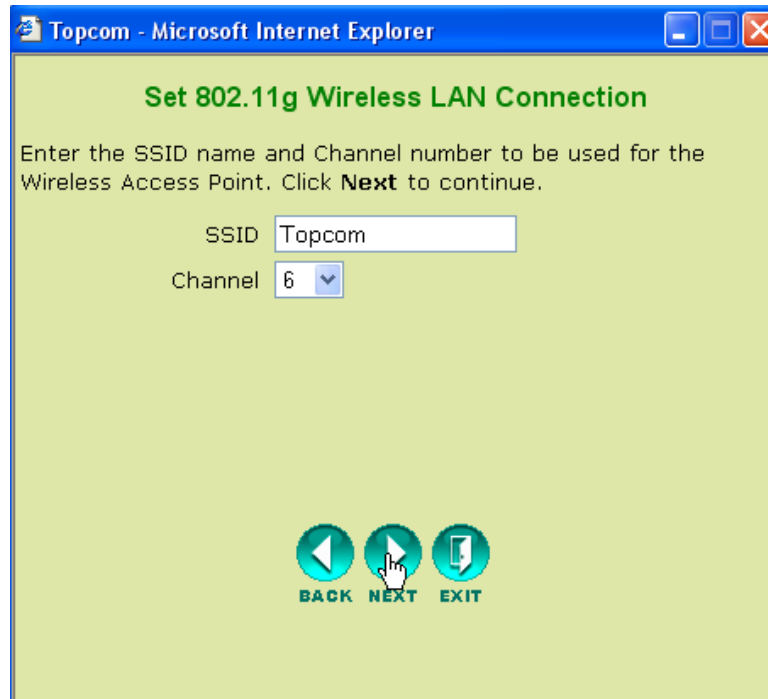 Topcom - Microsoft Internet Explorer
Set 802.11g Wireless LAN Connection
Enter the SSID name and Channel number to be used for the
Wireless Access Point. Click Next to continue.
SSID Topcom
Channel 6
BACK NEXT EXIT